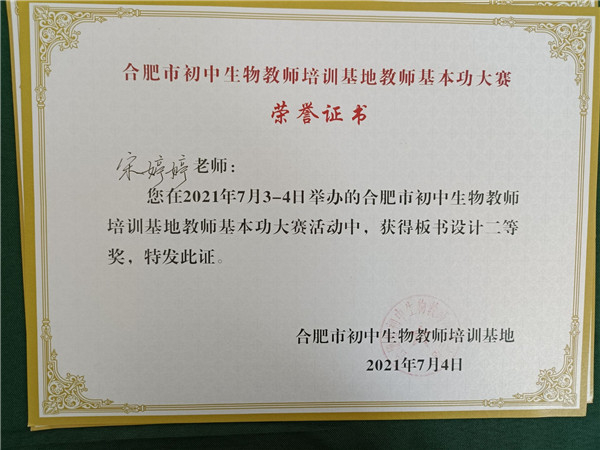 合肥市初中生物教师培训基地教师基本功大赛
荣誉证书
宋婷婷老师：
您在2021年7月3-4日举办的合肥市初中生物教师
培训基地教师基本功大赛活动中，获得板书设计二等
奖，特发此证。
合肥市初中生物教师培训基地
2021年7月4日